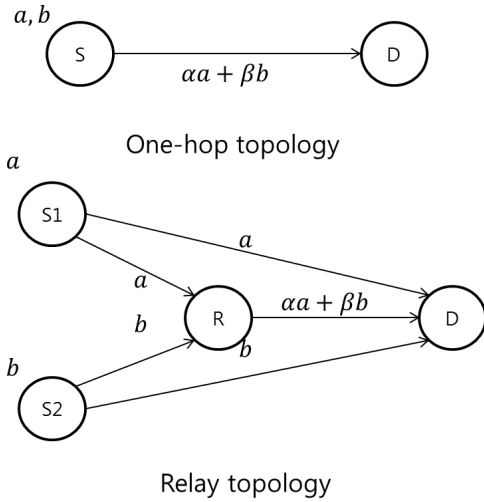 a, b
S
D
αa + βb
One-hop topology
a
S1
a
a
R
αa + βb
D
b
b
b
S2
Relay topology